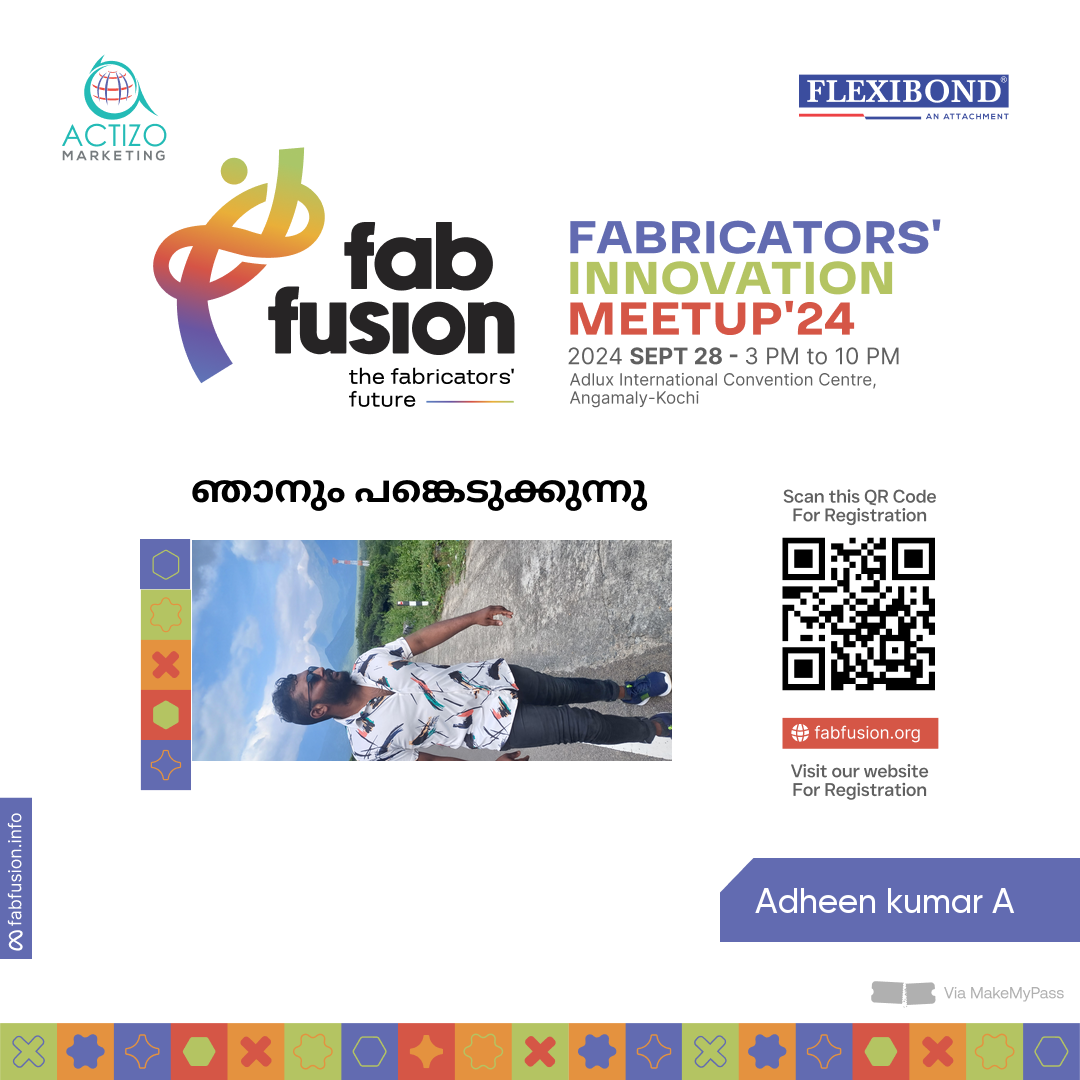 ACTIZO
MARKETING
FLEXIBOND®
AN ATTACHMENT
fab
fusion
the fabricators'
future
FABRICATORS'
INNOVATION
MEETUP'24
2024 SEPT 28 - 3 PM to 10 PM
Adlux International Convention Centre,
Angamaly-Kochi
ഞാനും പങ്കെടുക്കുന്നു
Scan this QR Code
For Registration
fabfusion.org
Visit our website
For Registration
fabfusion.info
Adheen kumar A
Via MakeMyPass